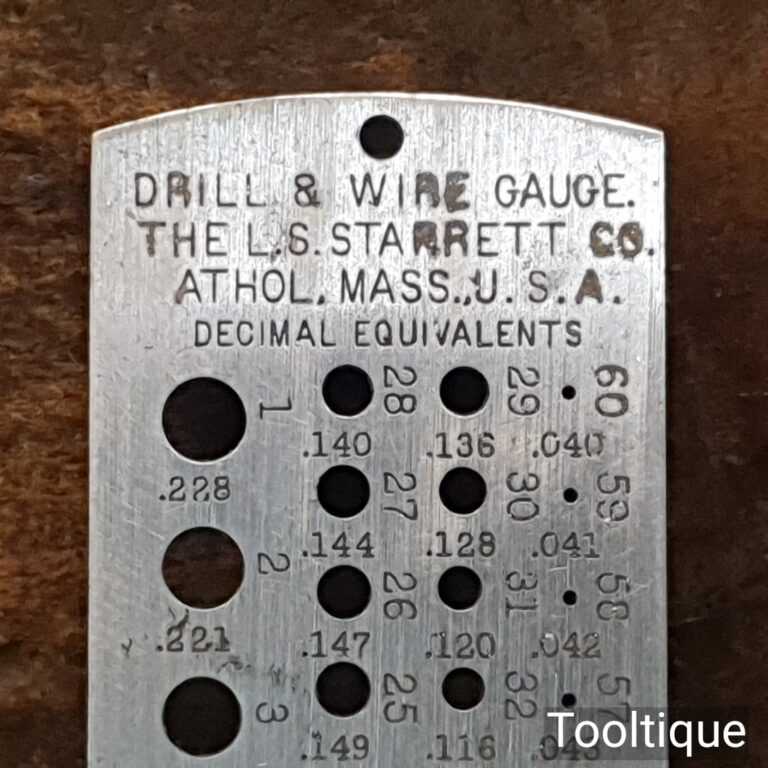 DRILL & WIRE GAUGE.
THE L.S. STARRETT CO.
ATHOL, MASS., U.S.A.
DECIMAL EQUIVALENTS
1 28 29 60
.140 .136 .040
.228
27 30 59
.144 .128 .041
2
26 31 58
.221 .147 .120 .042
3 25 32 57
.149 .116 .043
Tooltique